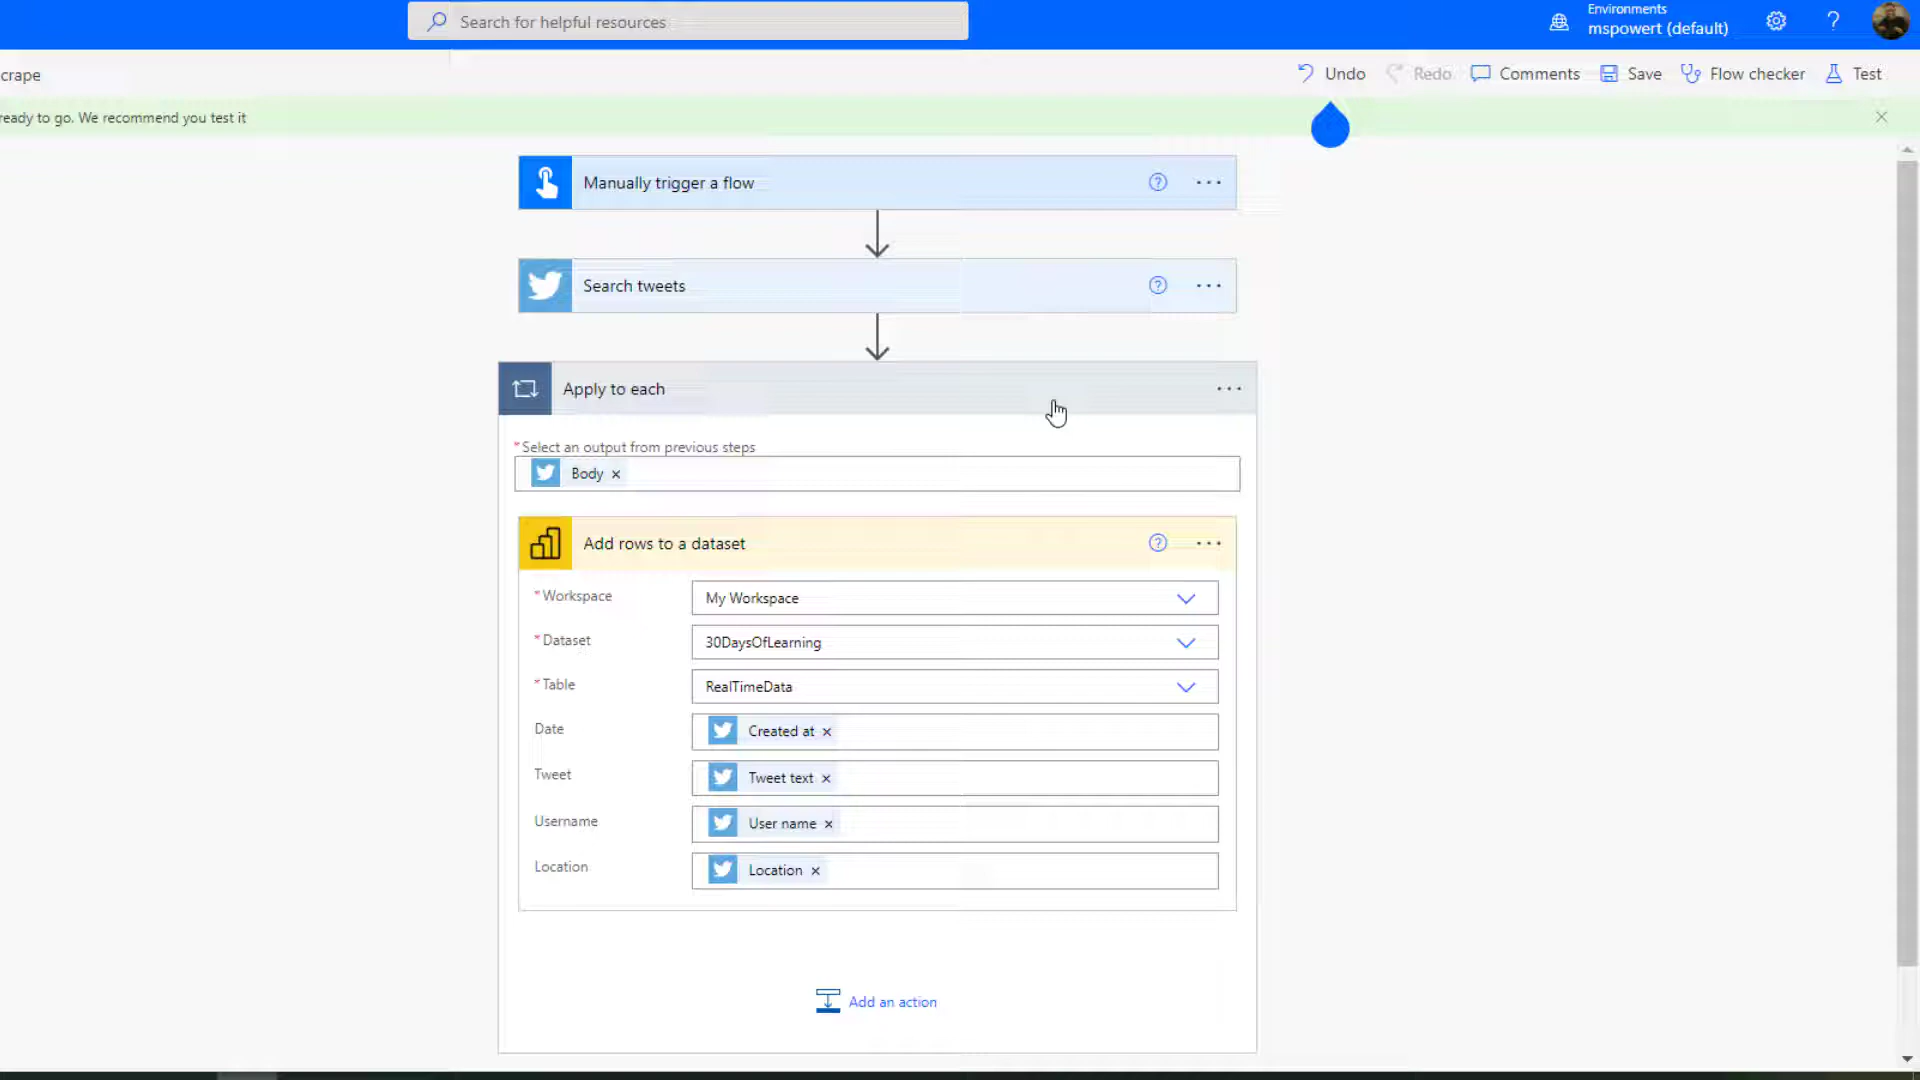 Search for helpful resources
Environments
mspowert (default)
crape
Undo
Redo
Comments
Save
Flow checker
Test
ready to go. We recommend you test it
Manually trigger a flow
Search tweets
Apply to each
* Select an output from previous steps
Body
Add rows to a dataset
* Workspace
My Workspace
* Dataset
30DaysOfLearning
* Table
RealTimeData
Date
Created at
Tweet
Tweet text
Username
User name
Location
Location
Add an action